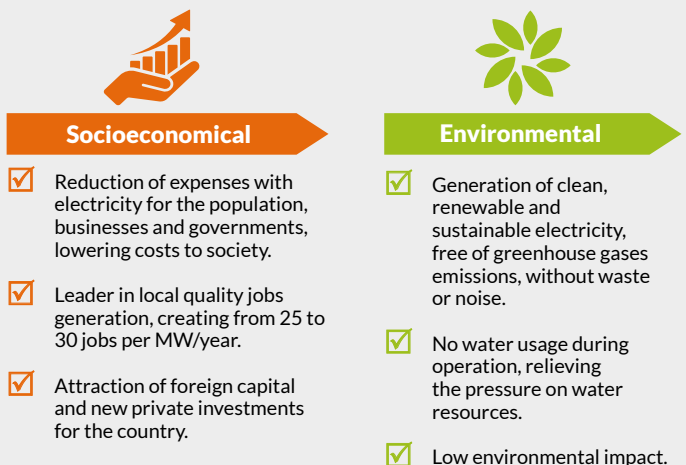 Socioeconomical
Reduction of expenses with
electricity for the population,
businesses and governments,
lowering costs to society.
Leader in local quality jobs
generation, creating from 25 to
30 jobs per MW/year.
Attraction of foreign capital
and new private investments
for the country.
Environmental
Generation of clean,
renewable and
sustainable electricity,
free of greenhouse gases
emissions, without waste
or noise.
No water usage during
operation, relieving
the pressure on water
resources.
Low environmental impact.